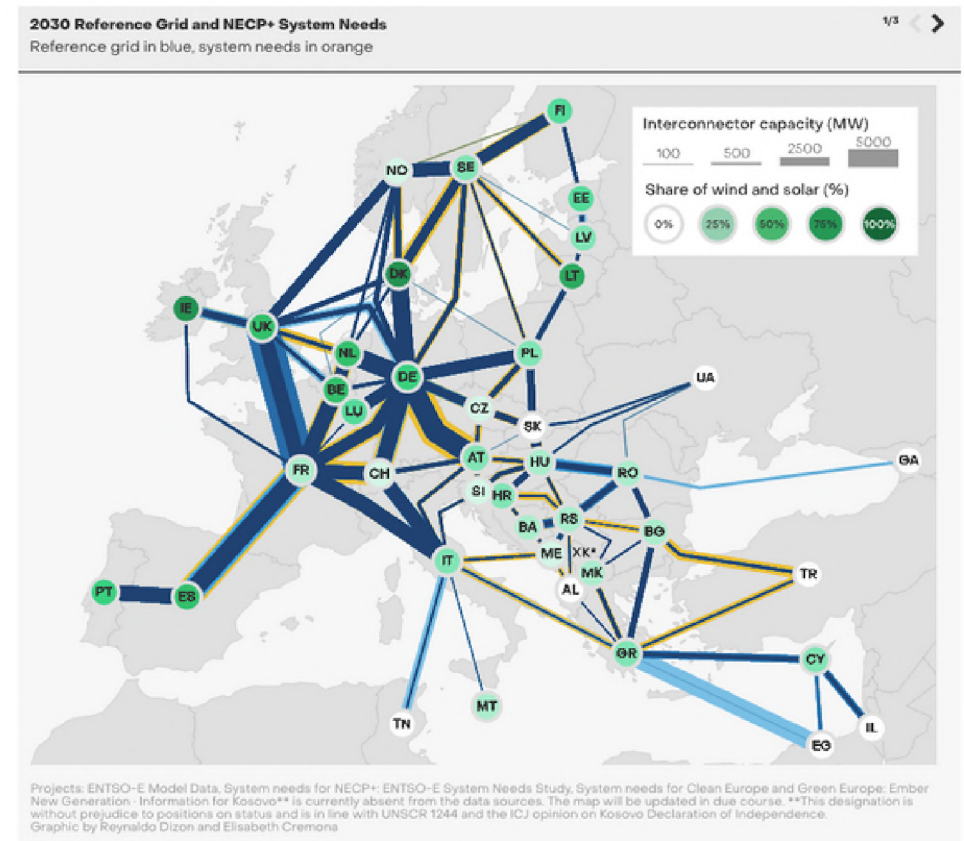 2030 Reference Grid and NECP+ System Needs
1/3
Reference grid in blue, system needs in orange
Interconnector capacity (MW)
100 500 2500 5000
Share of wind and solar (%)
0% 25% 50% 75% 100%
FI
NO SE
EE
LV
DK LT
IE
UK
NL PL
DE UA
BE
LU CZ
SK
AT HU GA
FR CH RO
SI HR
BA RS BG
IT ME XK*
MK TR
AL
PT ES
GR CY
MT
TN IL
EG
Projects: ENTSO-E Model Data, System needs for NECP+: ENTSO-E System Needs Study, System needs for Clean Europe and Green Europe: Ember
New Generation · Information for Kosovo** is currently absent from the data sources. The map will be updated in due course. **This designation is
without prejudice to positions on status and is in line with UNSCR 1244 and the ICJ opinion on Kosovo Declaration of Independence.
Graphic by Reynaldo Dizon and Elisabeth Cremona